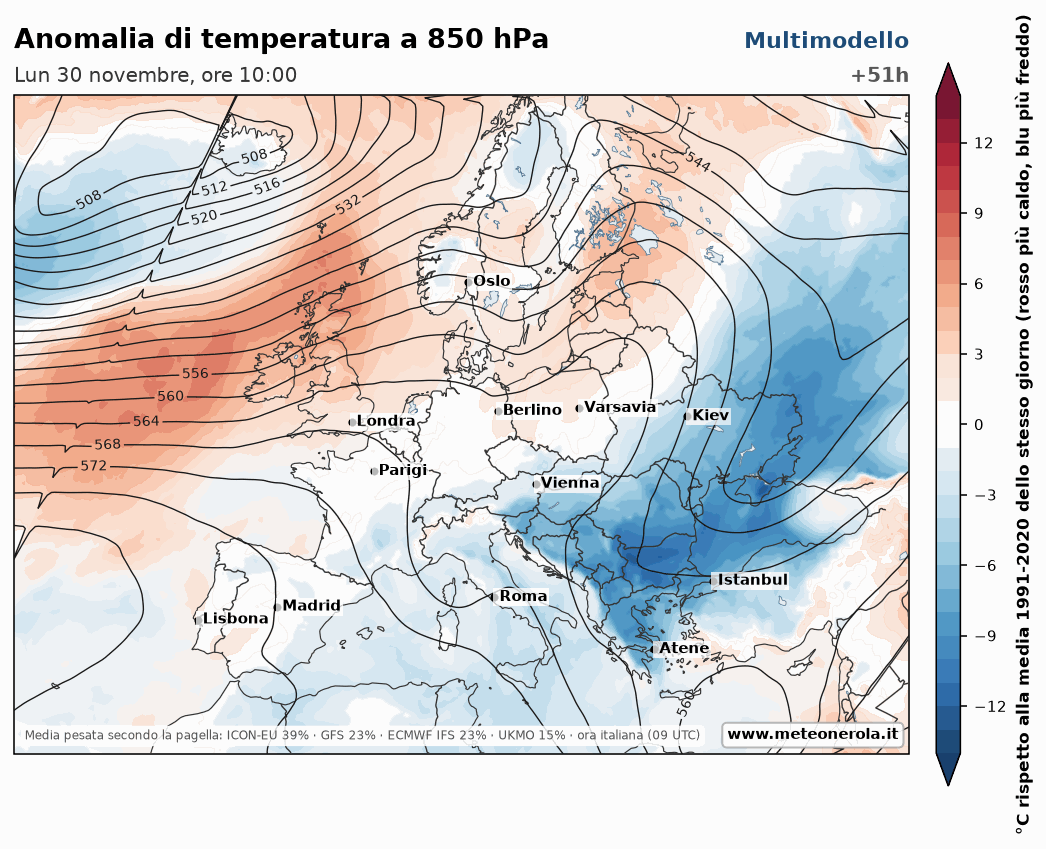 Anomalia di temperatura a 850 hPa
Multimodello
Lun 30 novembre, ore 10:00
+51h
508
508
512
516
520
532
544
Oslo
556
560
564
568
572
Londra
Berlino
Varsavia
Kiev
Parigi
Vienna
Istanbul
Roma
Madrid
Lisbona
Atene
560
Media pesata secondo la pagella: ICON-EU 39% · GFS 23% · ECMWF IFS 23% · UKMO 15% · ora italiana (09 UTC)
www.meteonerola.it
12
9
6
3
0
−3
−6
−9
−12
°C rispetto alla media 1991-2020 dello stesso giorno (rosso più caldo, blu più freddo)